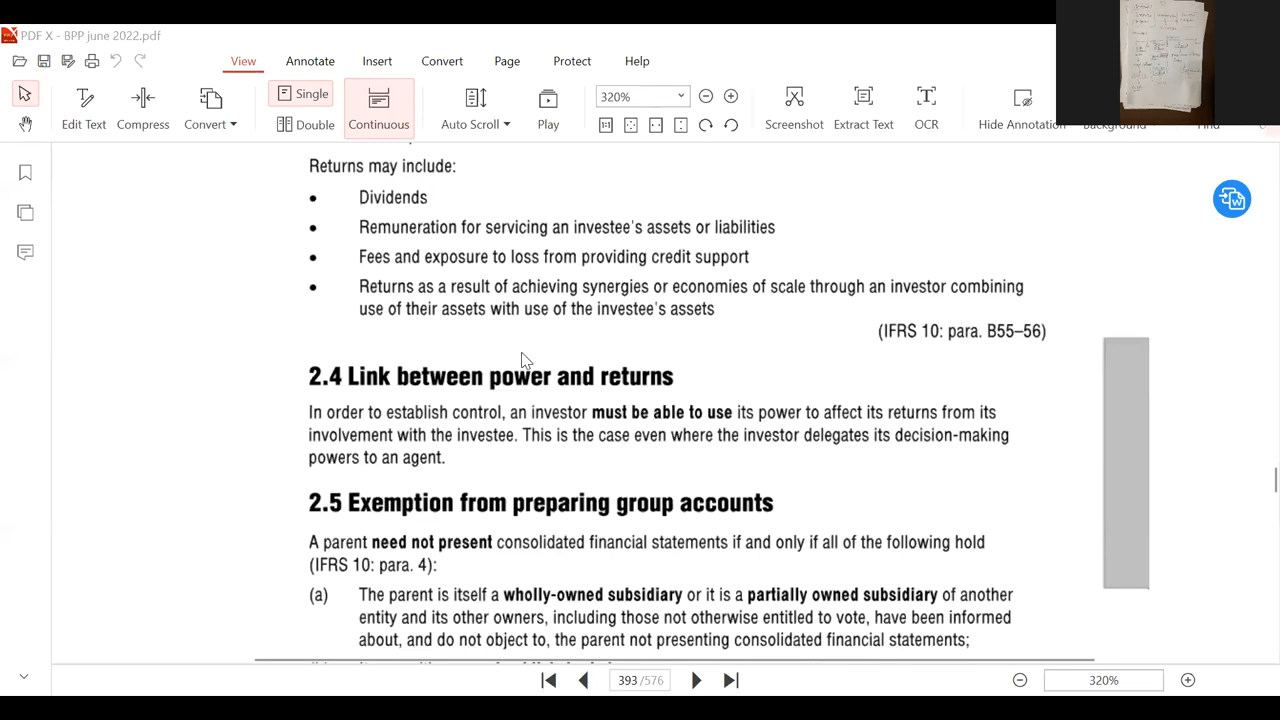 PDF X - BPP june 2022.pdf
View
Annotate
Insert
Convert
Page
Protect
Help
Edit Text
Compress
Convert
Single
Double
Continuous
Auto Scroll
Play
320%
Screenshot
Extract Text
OCR
Hide Annotation
Background
Find
Returns may include:
• Dividends
• Remuneration for servicing an investee's assets or liabilities
• Fees and exposure to loss from providing credit support
• Returns as a result of achieving synergies or economies of scale through an investor combining
use of their assets with use of the investee's assets
(IFRS 10: para. B55–56)
2.4 Link between power and returns
In order to establish control, an investor must be able to use its power to affect its returns from its
involvement with the investee. This is the case even where the investor delegates its decision-making
powers to an agent.
2.5 Exemption from preparing group accounts
A parent need not present consolidated financial statements if and only if all of the following hold
(IFRS 10: para. 4):
(a) The parent is itself a wholly-owned subsidiary or it is a partially owned subsidiary of another
entity and its other owners, including those not otherwise entitled to vote, have been informed
about, and do not object to, the parent not presenting consolidated financial statements;
393 /576
320%